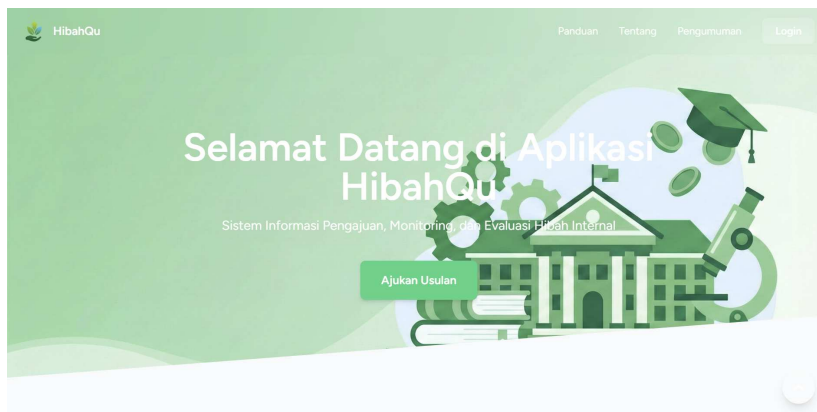 HibahQu
Panduan
Tentang
Pengumuman
Login
Selamat Datang di Aplikasi
HibahQu
Sistem Informasi Pengajuan, Monitoring, dan Evaluasi Hibah Internal
Ajukan Usulan